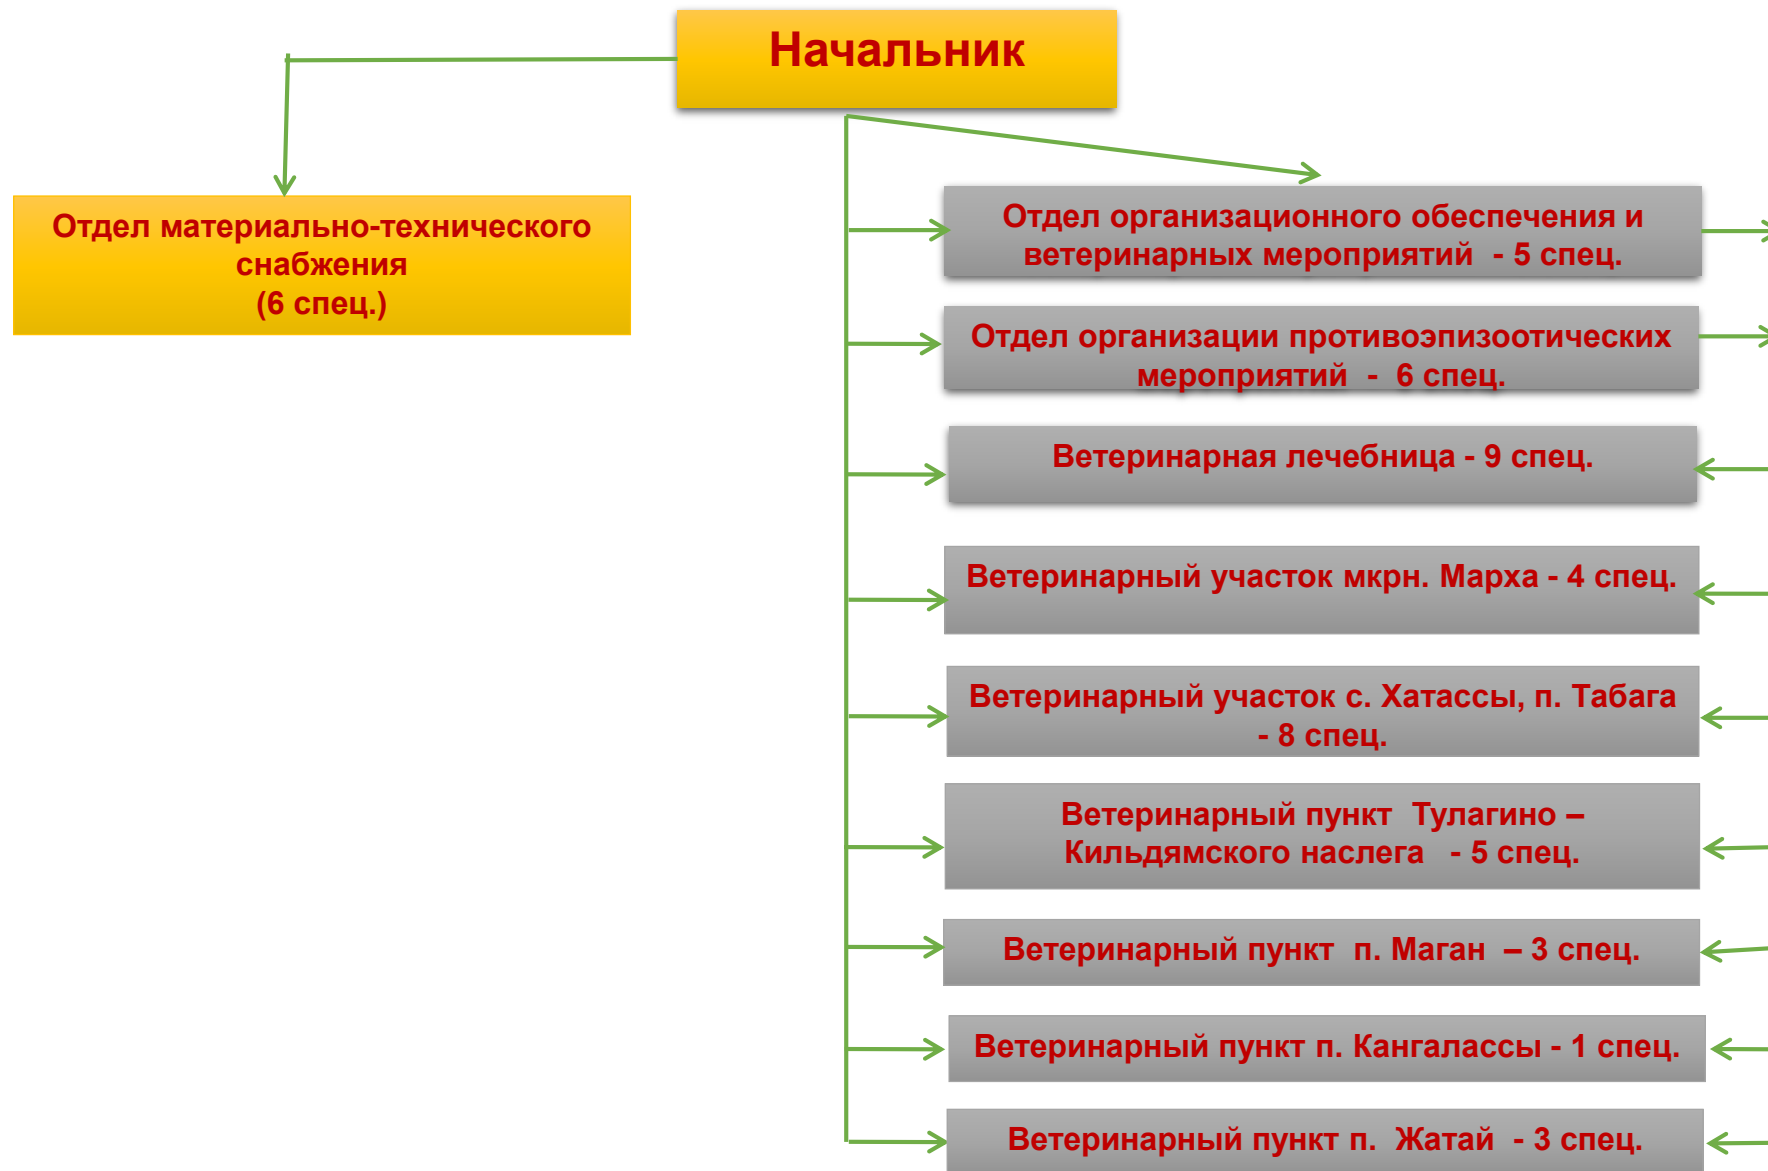 Начальник
Отдел материально-технического
снабжения
(6 спец.)
Отдел организационного обеспечения и
ветеринарных мероприятий - 5 спец.
Отдел организации противоэпизоотических
мероприятий - 6 спец.
Ветеринарная лечебница - 9 спец.
Ветеринарный участок мкрн. Марха - 4 спец.
Ветеринарный участок с. Хатассы, п. Табага
- 8 спец.
Ветеринарный пункт Тулагино –
Кильдямского наслега - 5 спец.
Ветеринарный пункт п. Маган – 3 спец.
Ветеринарный пункт п. Кангалассы - 1 спец.
Ветеринарный пункт п. Жатай - 3 спец.